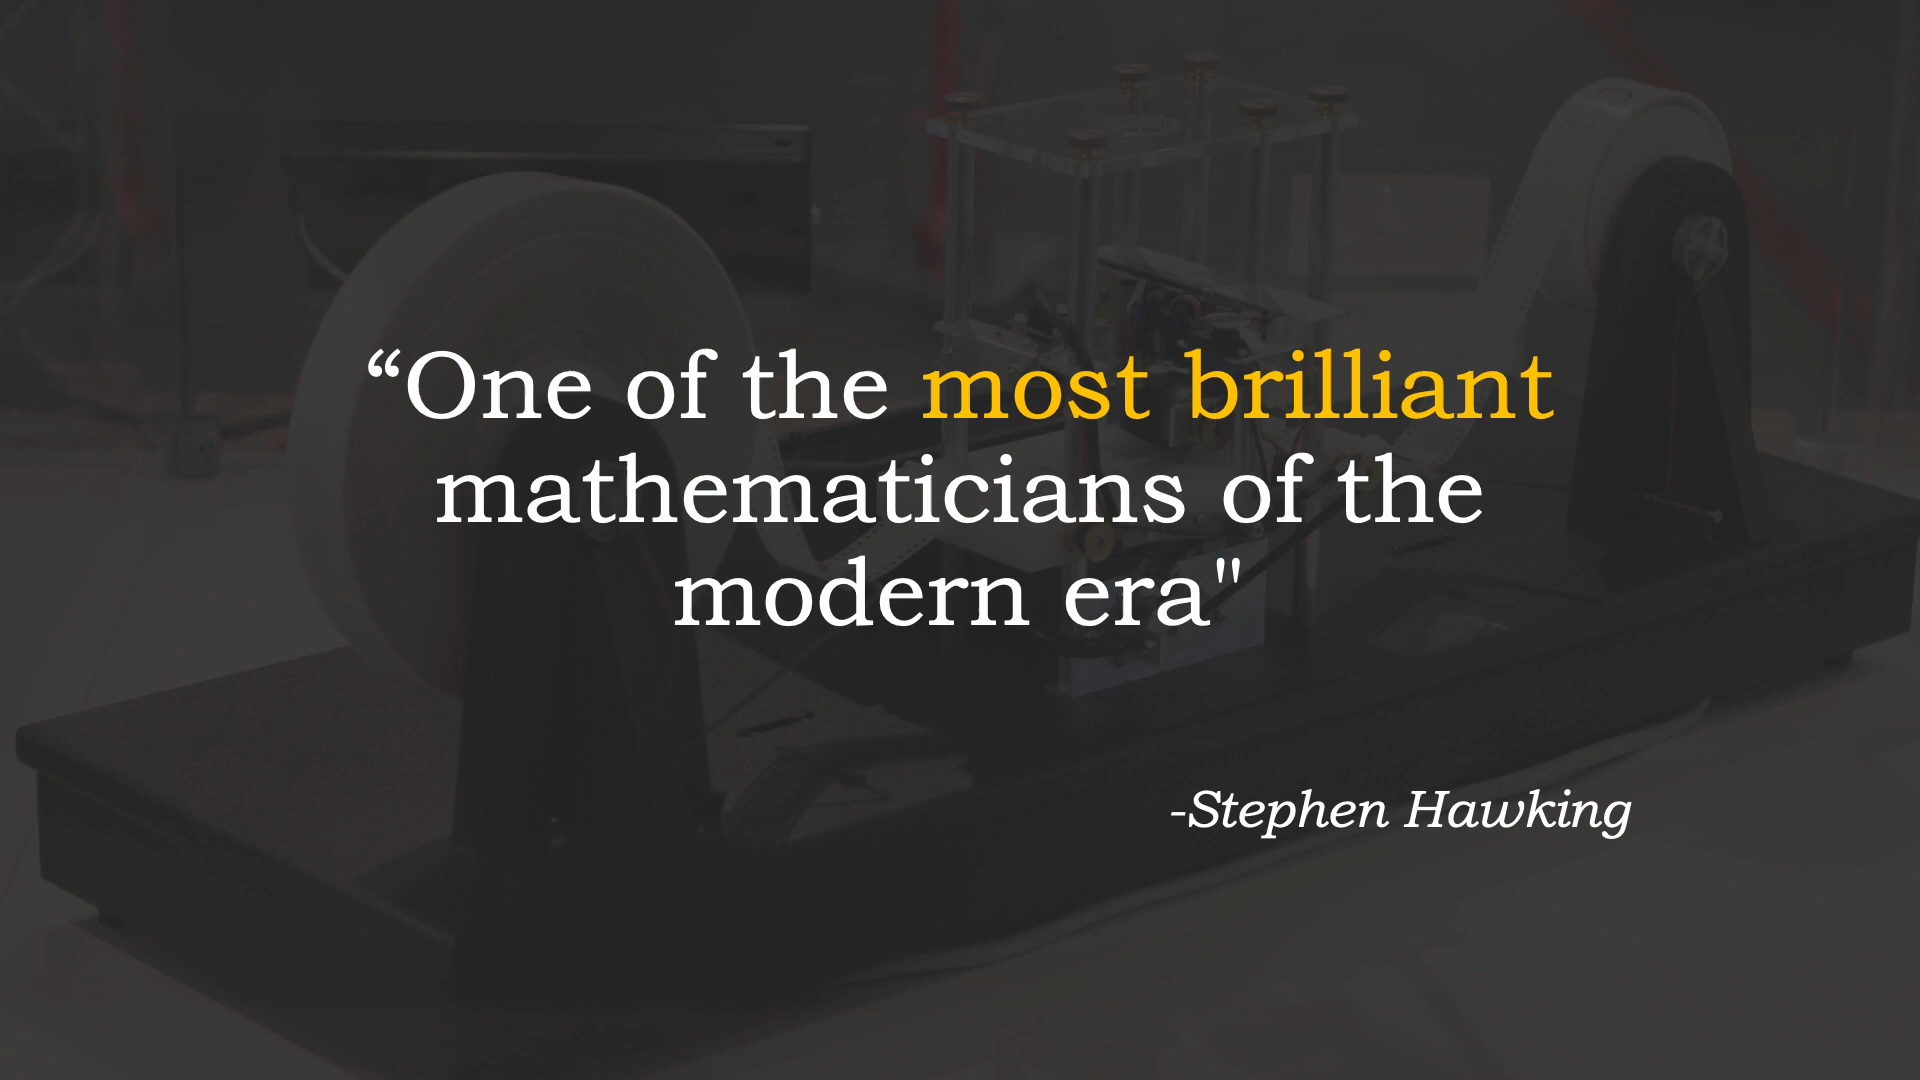 “One of the most brilliant
mathematicians of the
modern era"
-Stephen Hawking